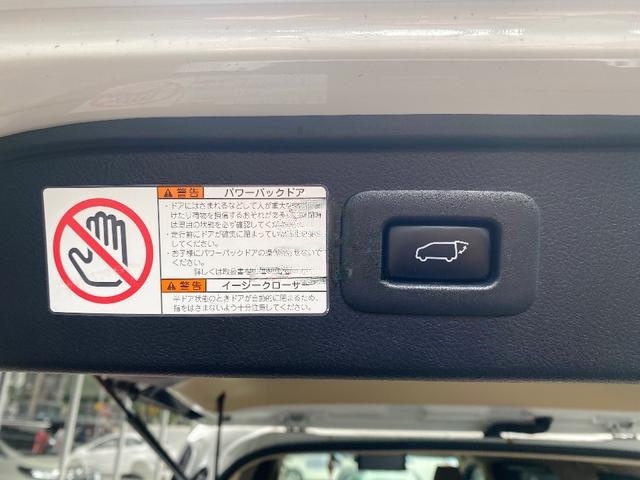 警告 パワーバックドア
・ドアにはさまれるなどして人が重大な
けたり荷物を損傷するおそれがある
は周囲の状態を必ず確認してください。
・走行前にドアが確実に閉まっている
してください。
・お子様にパワーバックドアの操作 せないで
ください。
詳しくは取扱書
警告 イージークローザ
半ドア状態のときドアが自動的に閉まるため、
指をはさまないよう十分注意してください。